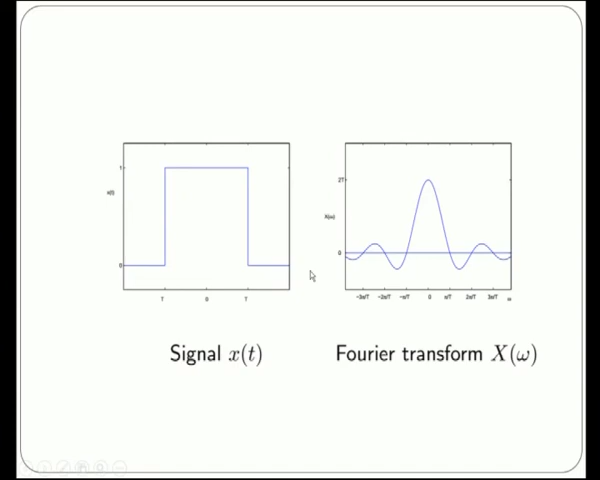 1
x(t)
0
T 0 T
2T
X(ω)
0
−3π/T −2π/T −π/T 0 π/T 2π/T 3π/T ω
Signal x(t)
Fourier transform X(ω)